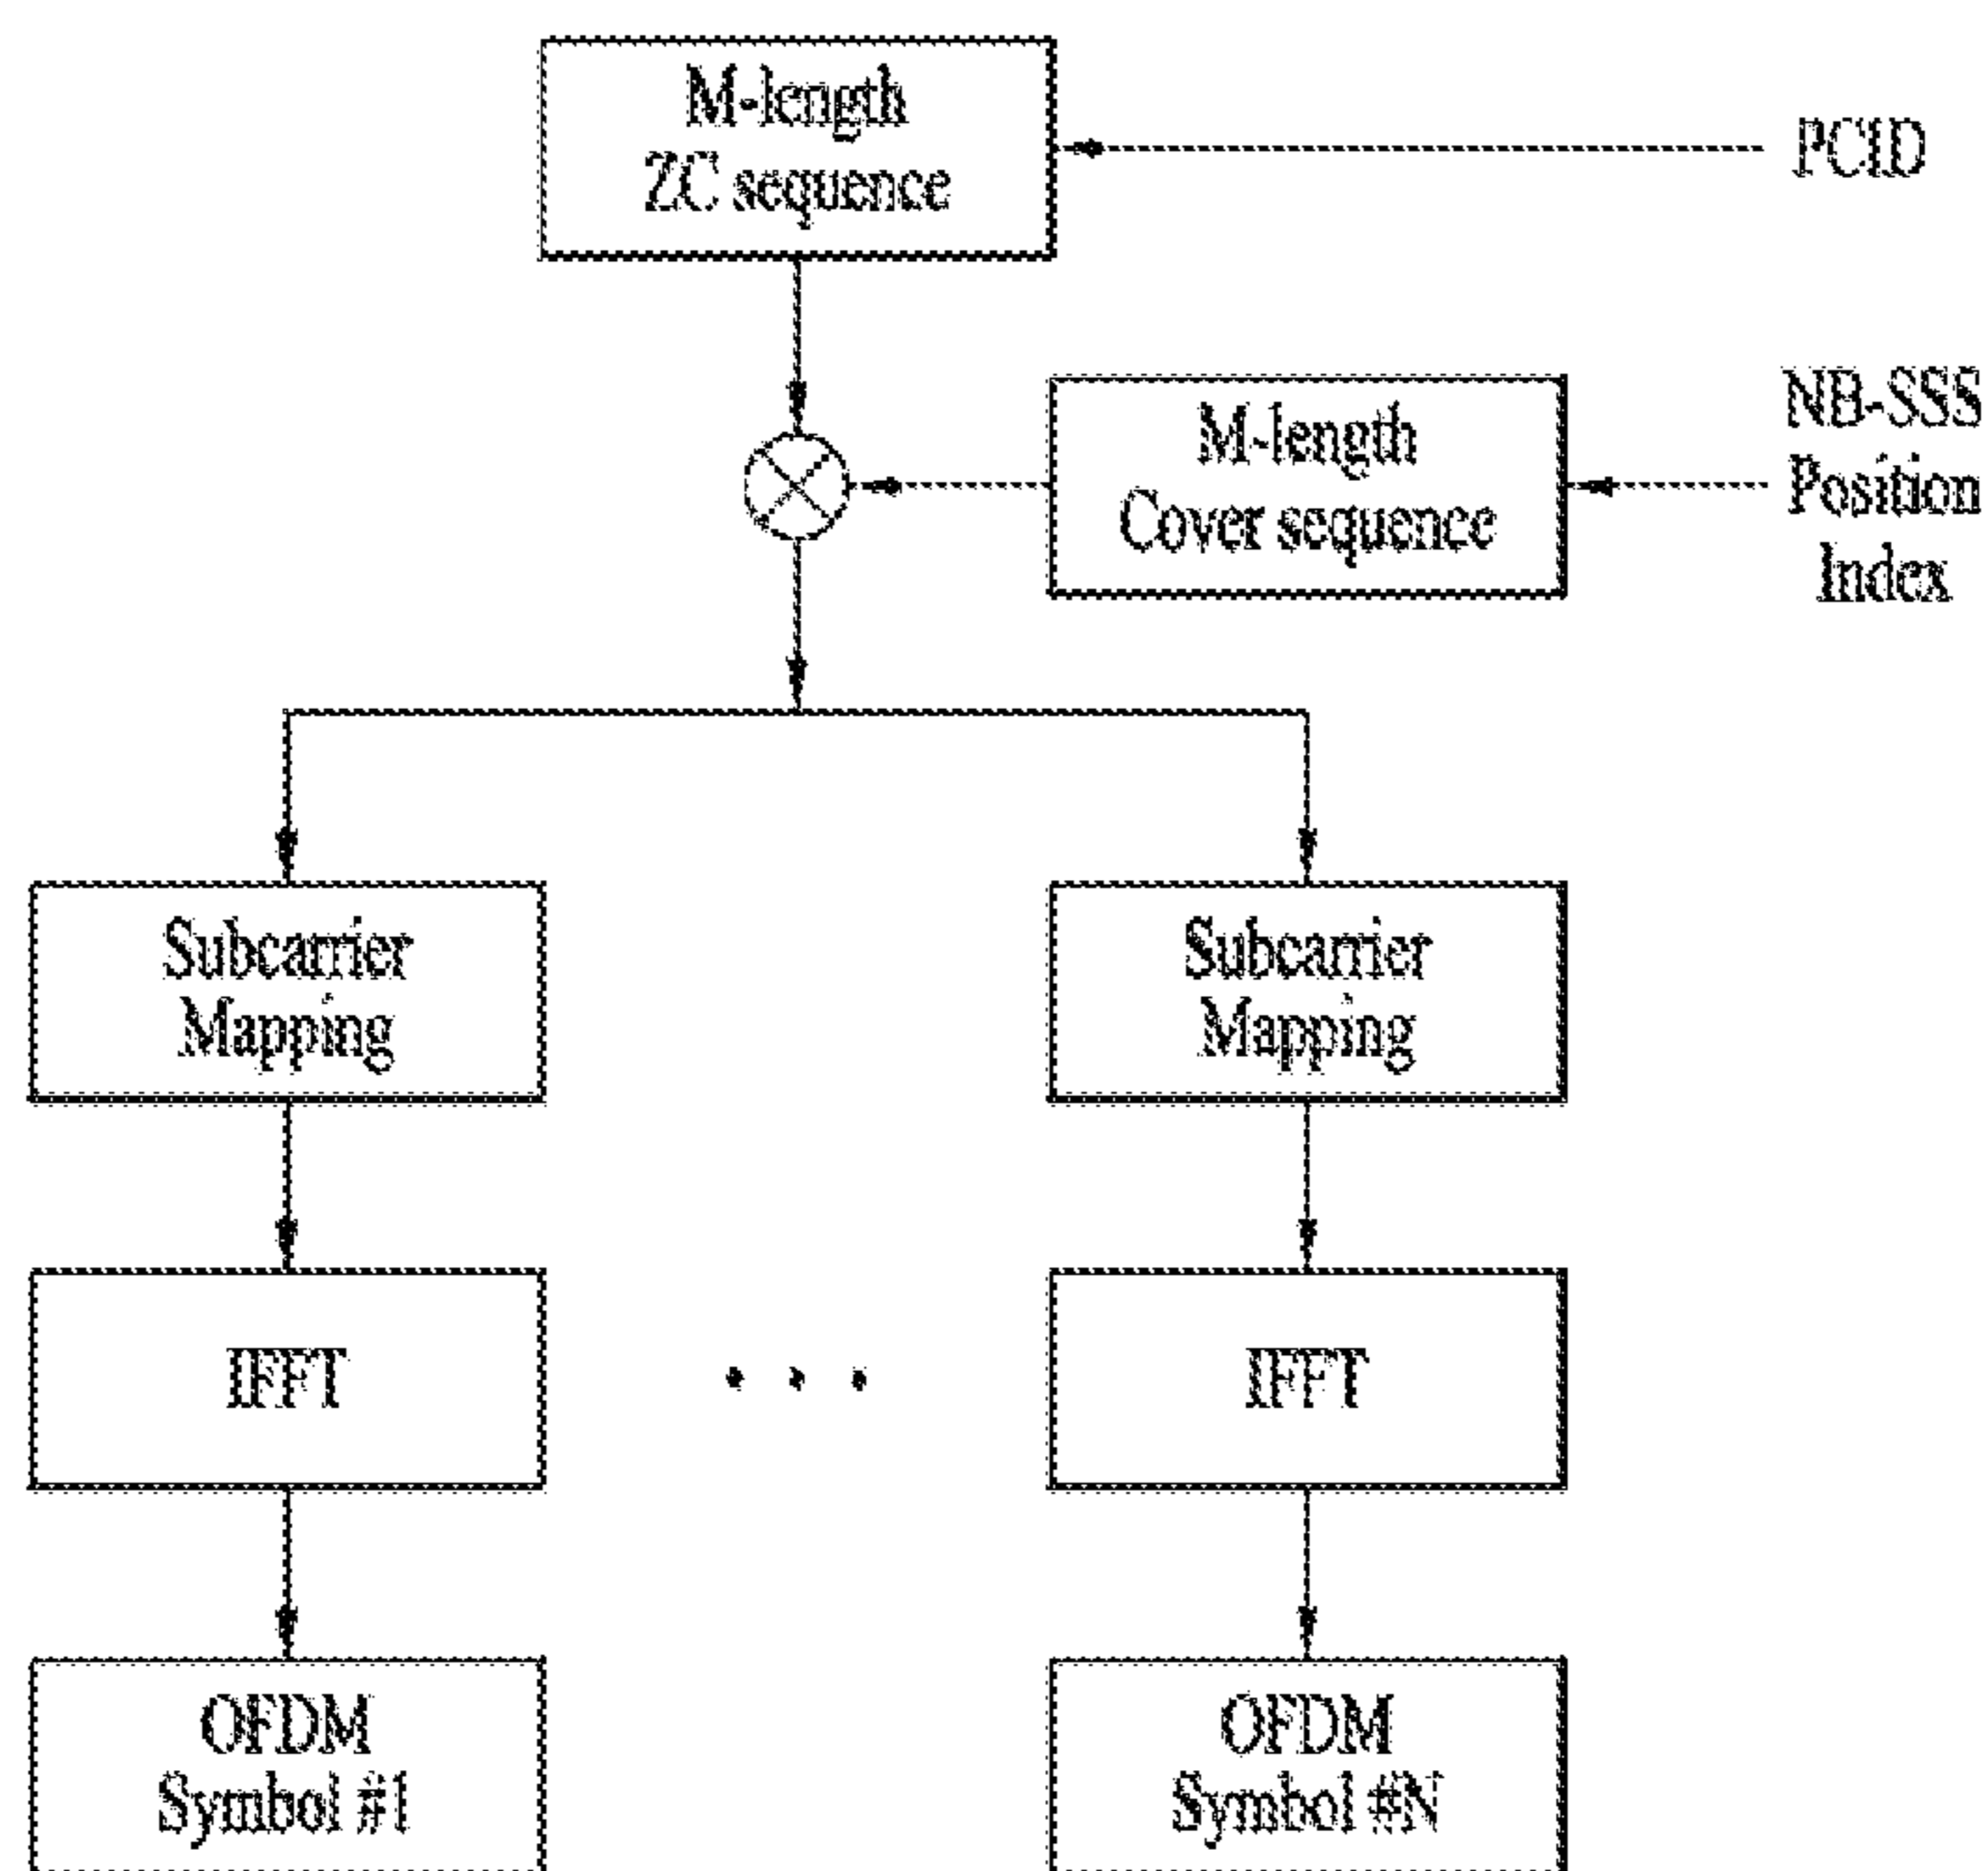 M-length
ZC sequence
PCID
M-length
Cover sequence
NB-SSS
Position
Index
Subcarrier
Mapping
Subcarrier
Mapping
IFFT
IFFT
OFDM
Symbol #1
OFDM
Symbol #N